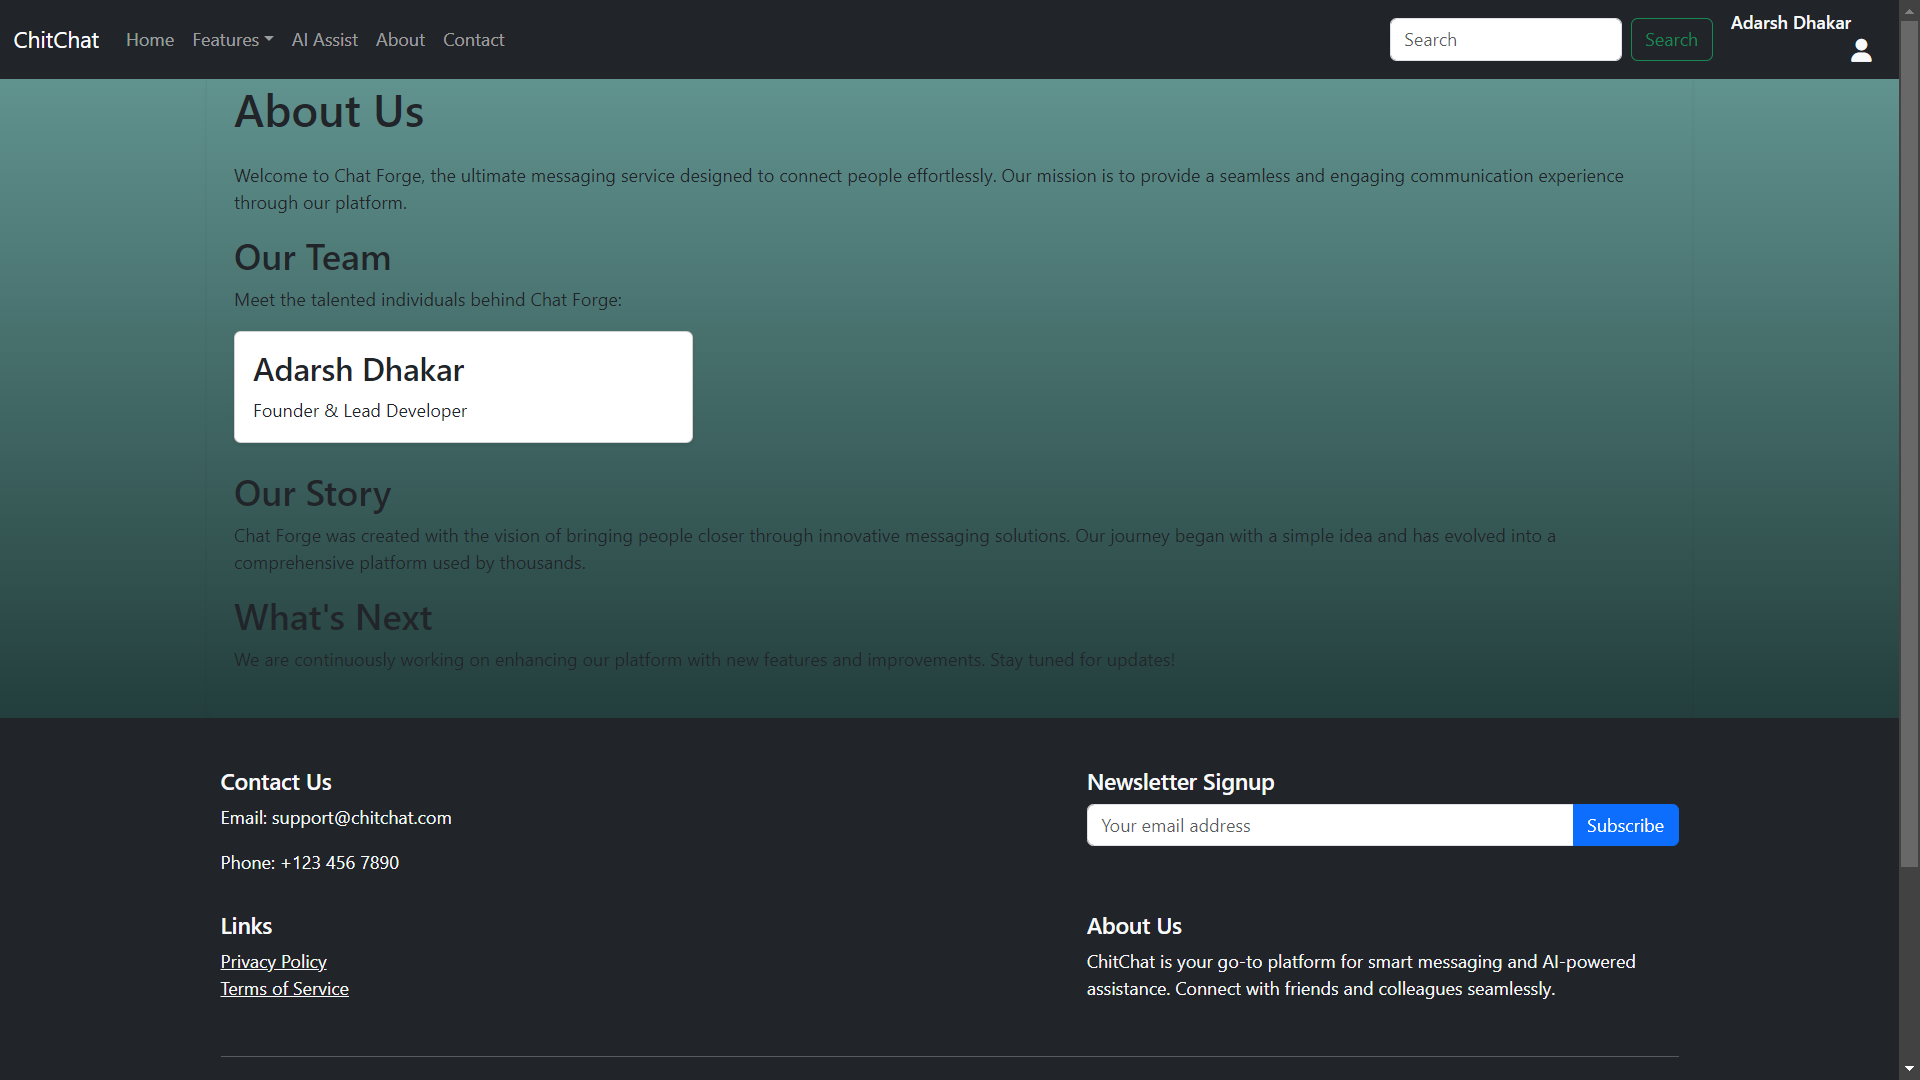 ChitChat Home Features AI Assist About Contact Search Search Adarsh Dhakar
About Us
Welcome to Chat Forge, the ultimate messaging service designed to connect people effortlessly. Our mission is to provide a seamless and engaging communication experience
through our platform.
Our Team
Meet the talented individuals behind Chat Forge:
Adarsh Dhakar
Founder & Lead Developer
Our Story
Chat Forge was created with the vision of bringing people closer through innovative messaging solutions. Our journey began with a simple idea and has evolved into a
comprehensive platform used by thousands.
What's Next
We are continuously working on enhancing our platform with new features and improvements. Stay tuned for updates!
Contact Us
Email: support@chitchat.com
Phone: +123 456 7890
Newsletter Signup
Your email address Subscribe
Links
Privacy Policy
Terms of Service
About Us
ChitChat is your go-to platform for smart messaging and AI-powered
assistance. Connect with friends and colleagues seamlessly.